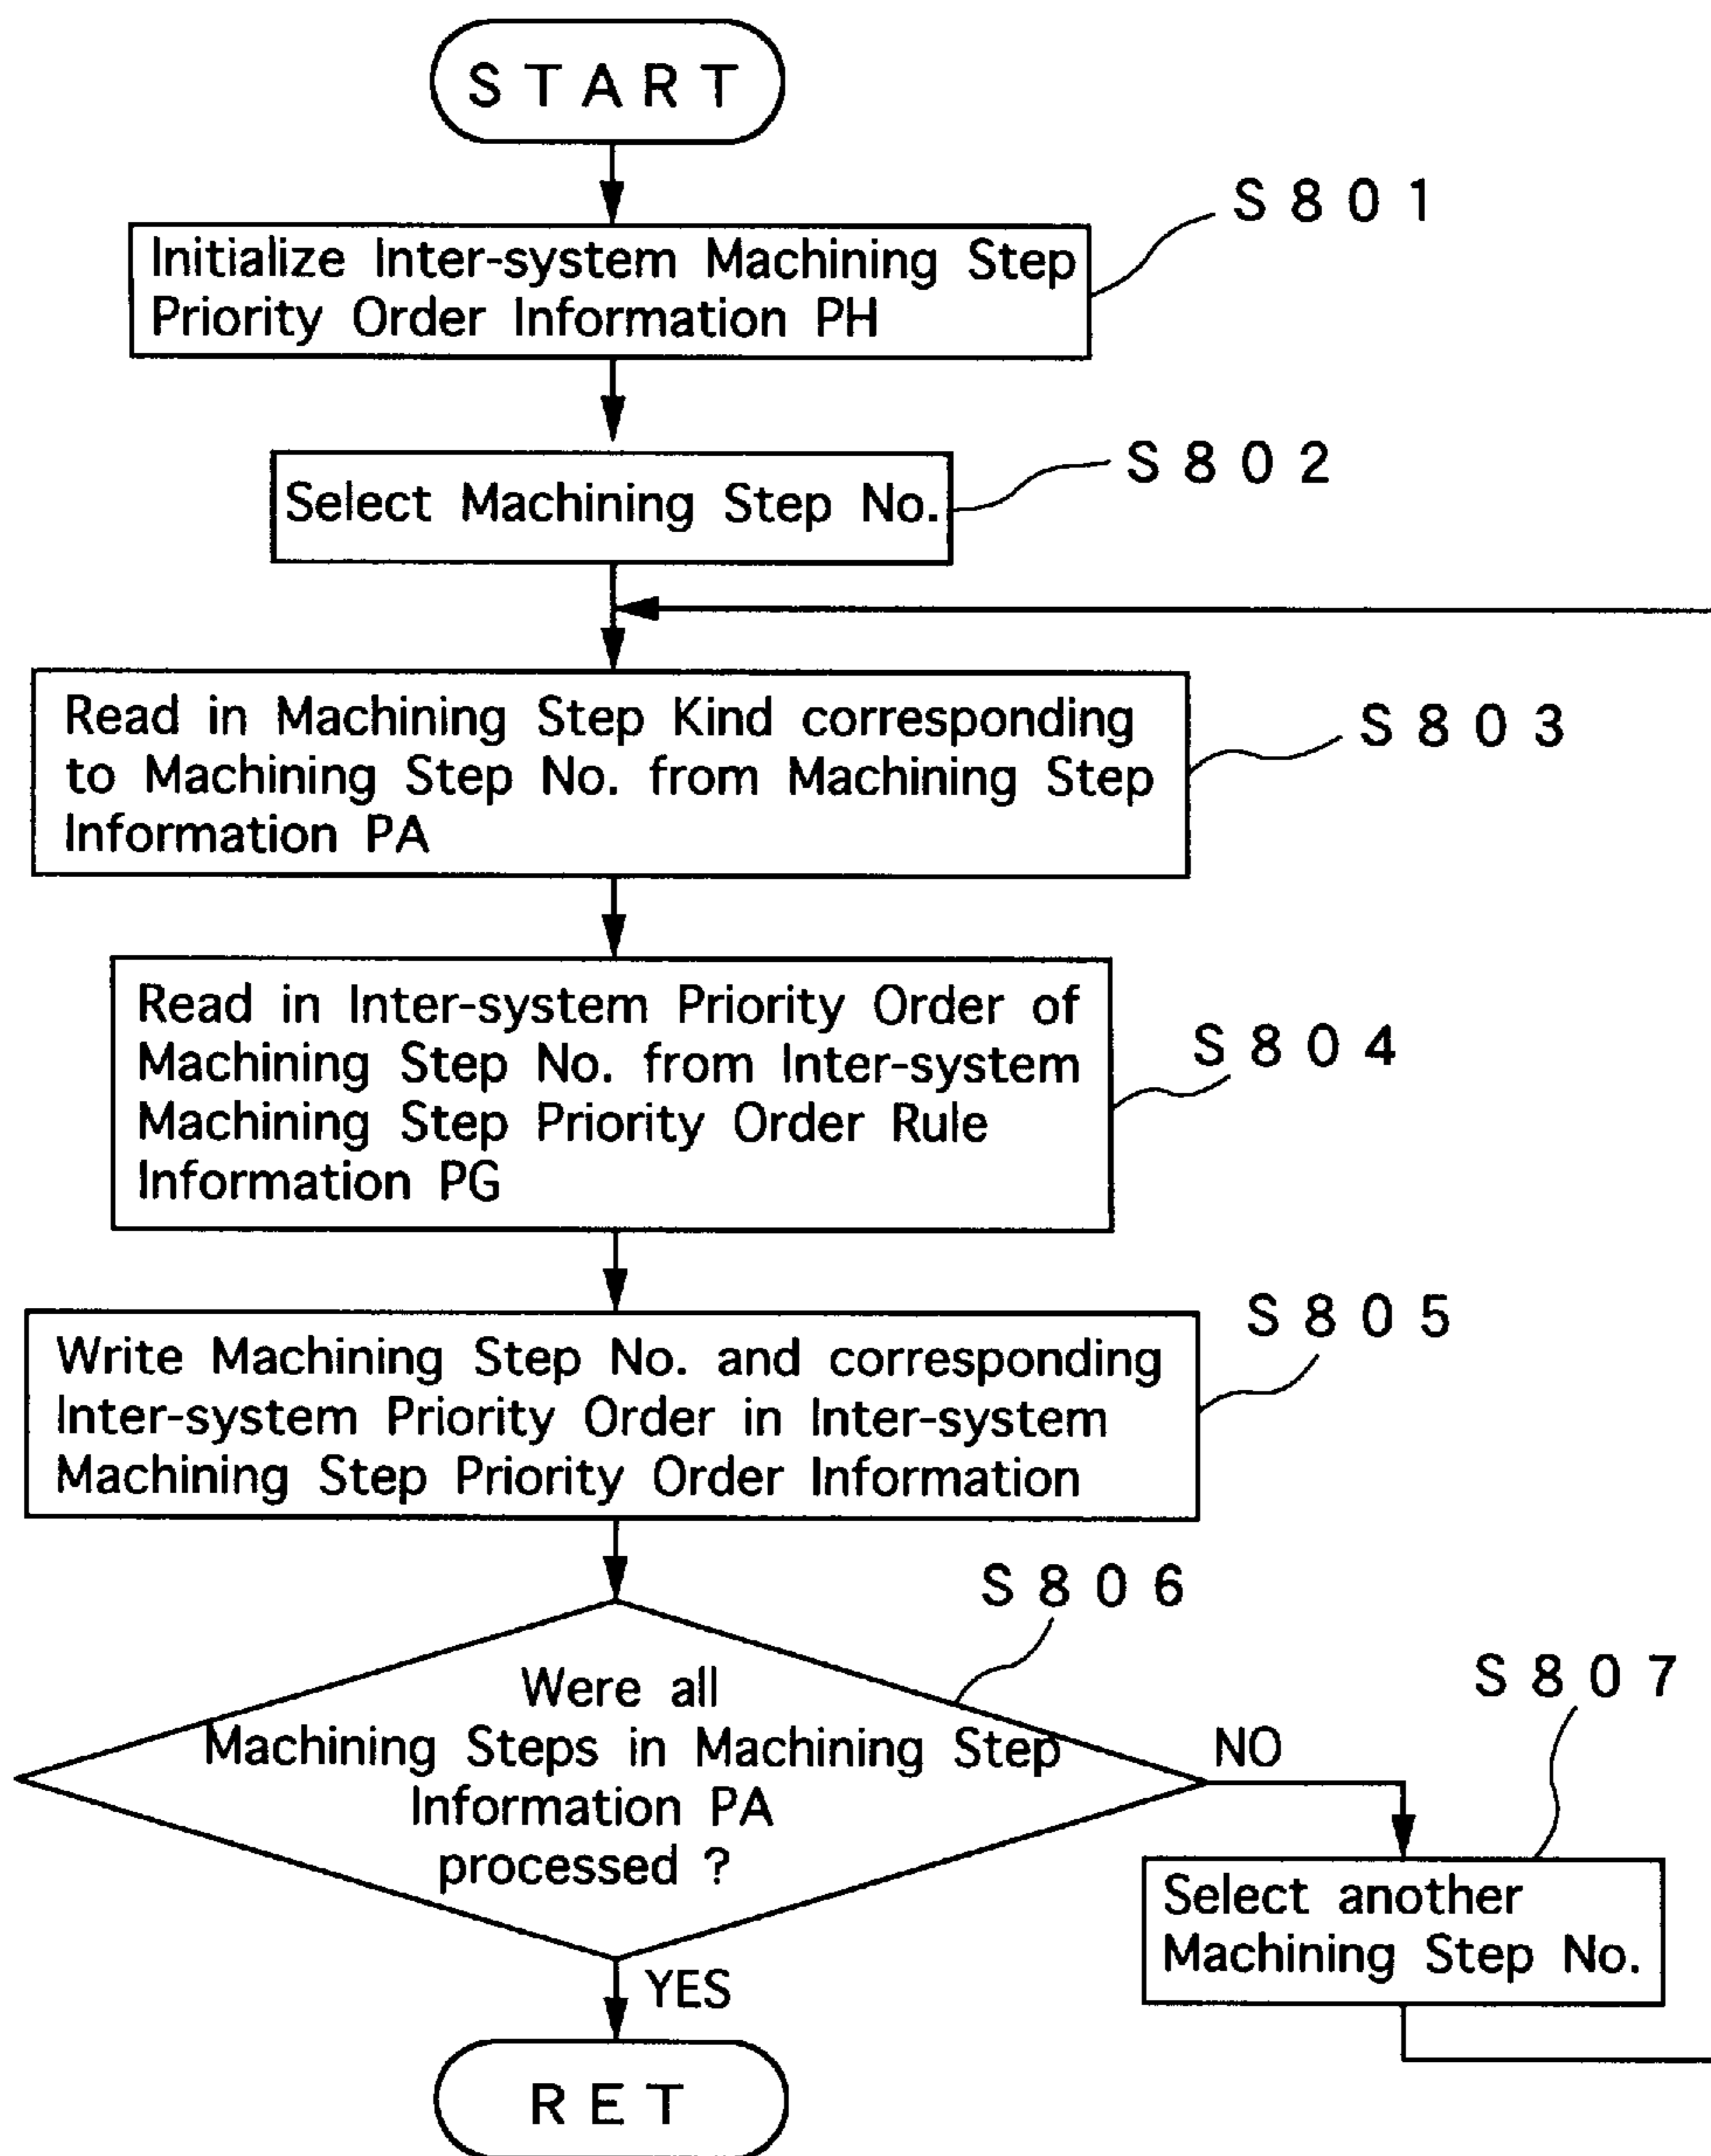 START
S801
Initialize Inter-system Machining Step
Priority Order Information PH
S802
Select Machining Step No.
Read in Machining Step Kind corresponding
to Machining Step No. from Machining Step
Information PA
S803
Read in Inter-system Priority Order of
Machining Step No. from Inter-system
Machining Step Priority Order Rule
Information PG
S804
S805
Write Machining Step No. and corresponding
Inter-system Priority Order in Inter-system
Machining Step Priority Order Information
S806
Were all
Machining Steps in Machining Step
Information PA
processed ?
NO
S807
Select another
Machining Step No.
YES
RET